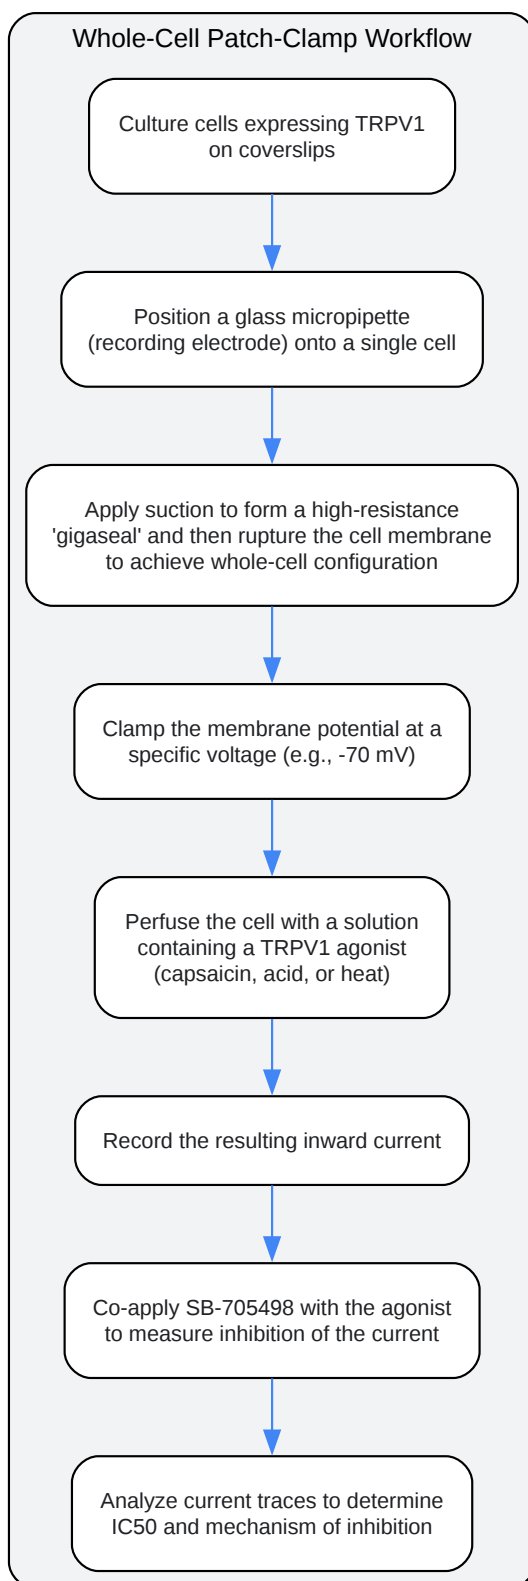 Whole-Cell Patch-Clamp Workflow
Culture cells expressing TRPV1
on coverslips
Position a glass micropipette
(recording electrode) onto a single cell
Apply suction to form a high-resistance
'gigaseal' and then rupture the cell membrane
to achieve whole-cell configuration
Clamp the membrane potential at a
specific voltage (e.g., -70 mV)
Perfuse the cell with a solution
containing a TRPV1 agonist
(capsaicin, acid, or heat)
Record the resulting inward current
Co-apply SB-705498 with the agonist
to measure inhibition of the current
Analyze current traces to determine
IC50 and mechanism of inhibition